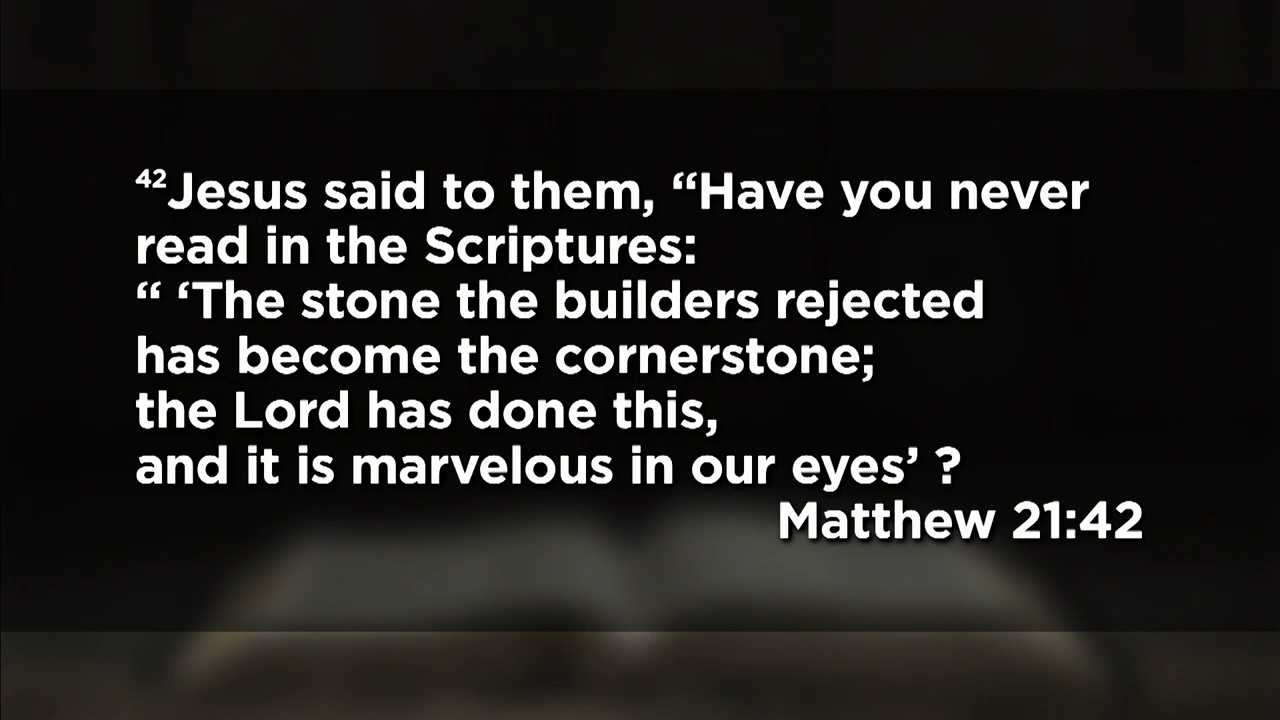 ⁴²Jesus said to them, “Have you never
read in the Scriptures:
“ ‘The stone the builders rejected
has become the cornerstone;
the Lord has done this,
and it is marvelous in our eyes’ ?
Matthew 21:42